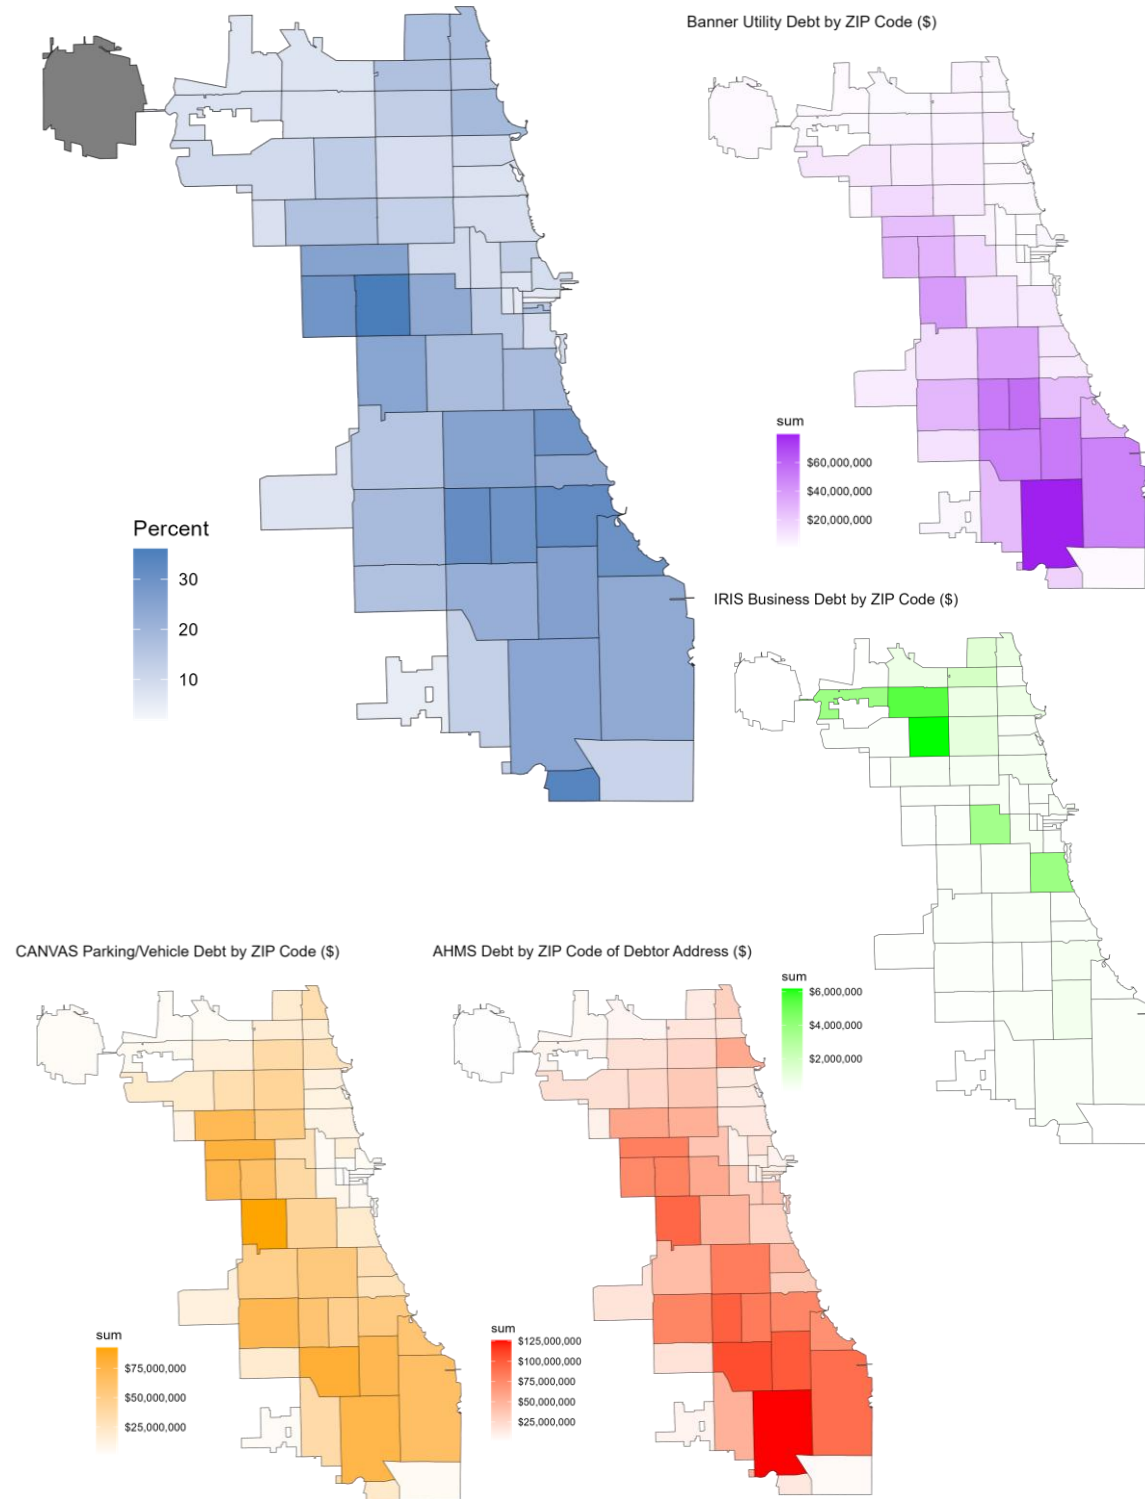 Banner Utility Debt by ZIP Code ($)
sum
$60,000,000
$40,000,000
$20,000,000
Percent
30
20
10
IRIS Business Debt by ZIP Code ($)
sum
$6,000,000
$4,000,000
$2,000,000
CANVAS Parking/Vehicle Debt by ZIP Code ($)
sum
$75,000,000
$50,000,000
$25,000,000
AHMS Debt by ZIP Code of Debtor Address ($)
sum
$125,000,000
$100,000,000
$75,000,000
$50,000,000
$25,000,000